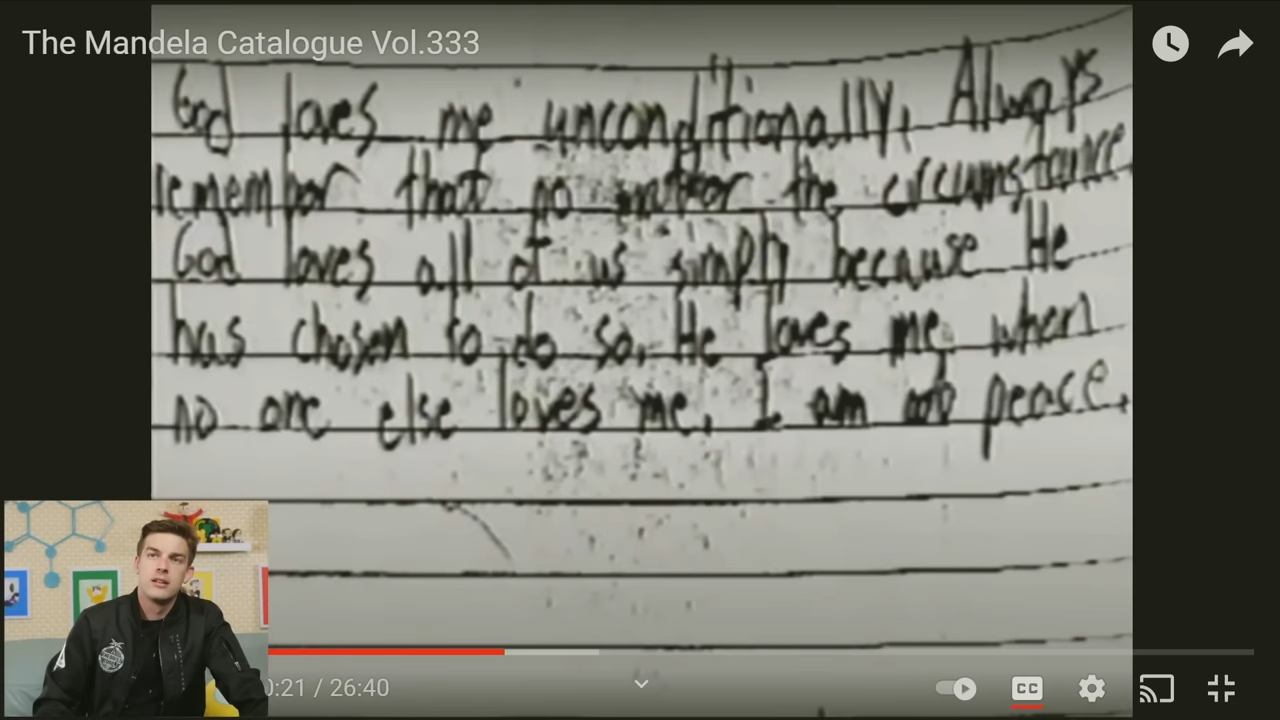 The Mandela Catalogue Vol.333
God loves me unconditionally. Always
remember that no matter the circumstance
God loves all of us simply because He
has chosen to do so. He loves me when
no one else loves me. I am at peace.
0:21 / 26:40
CC